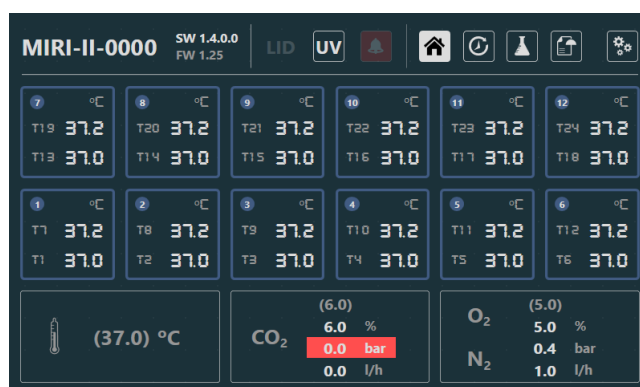 MIRI-II-0000 SW 1.4.0.0 LID UV
FW 1.25
7 °C 8 °C 9 °C 10 °C 11 °C 12 °C
T19 37.2 T20 37.2 T21 37.2 T22 37.2 T23 37.2 T24 37.2
T13 37.0 T14 37.0 T15 37.0 T16 37.0 T17 37.0 T18 37.0
1 °C 2 °C 3 °C 4 °C 5 °C 6 °C
T7 37.2 T8 37.2 T9 37.2 T10 37.2 T11 37.2 T12 37.2
T1 37.0 T2 37.0 T3 37.0 T4 37.0 T5 37.0 T6 37.0
(37.0) °C
(6.0)
CO₂
6.0 %
0.0 bar
0.0 l/h
(5.0)
O₂ 5.0 %
0.4 bar
N₂ 1.0 l/h